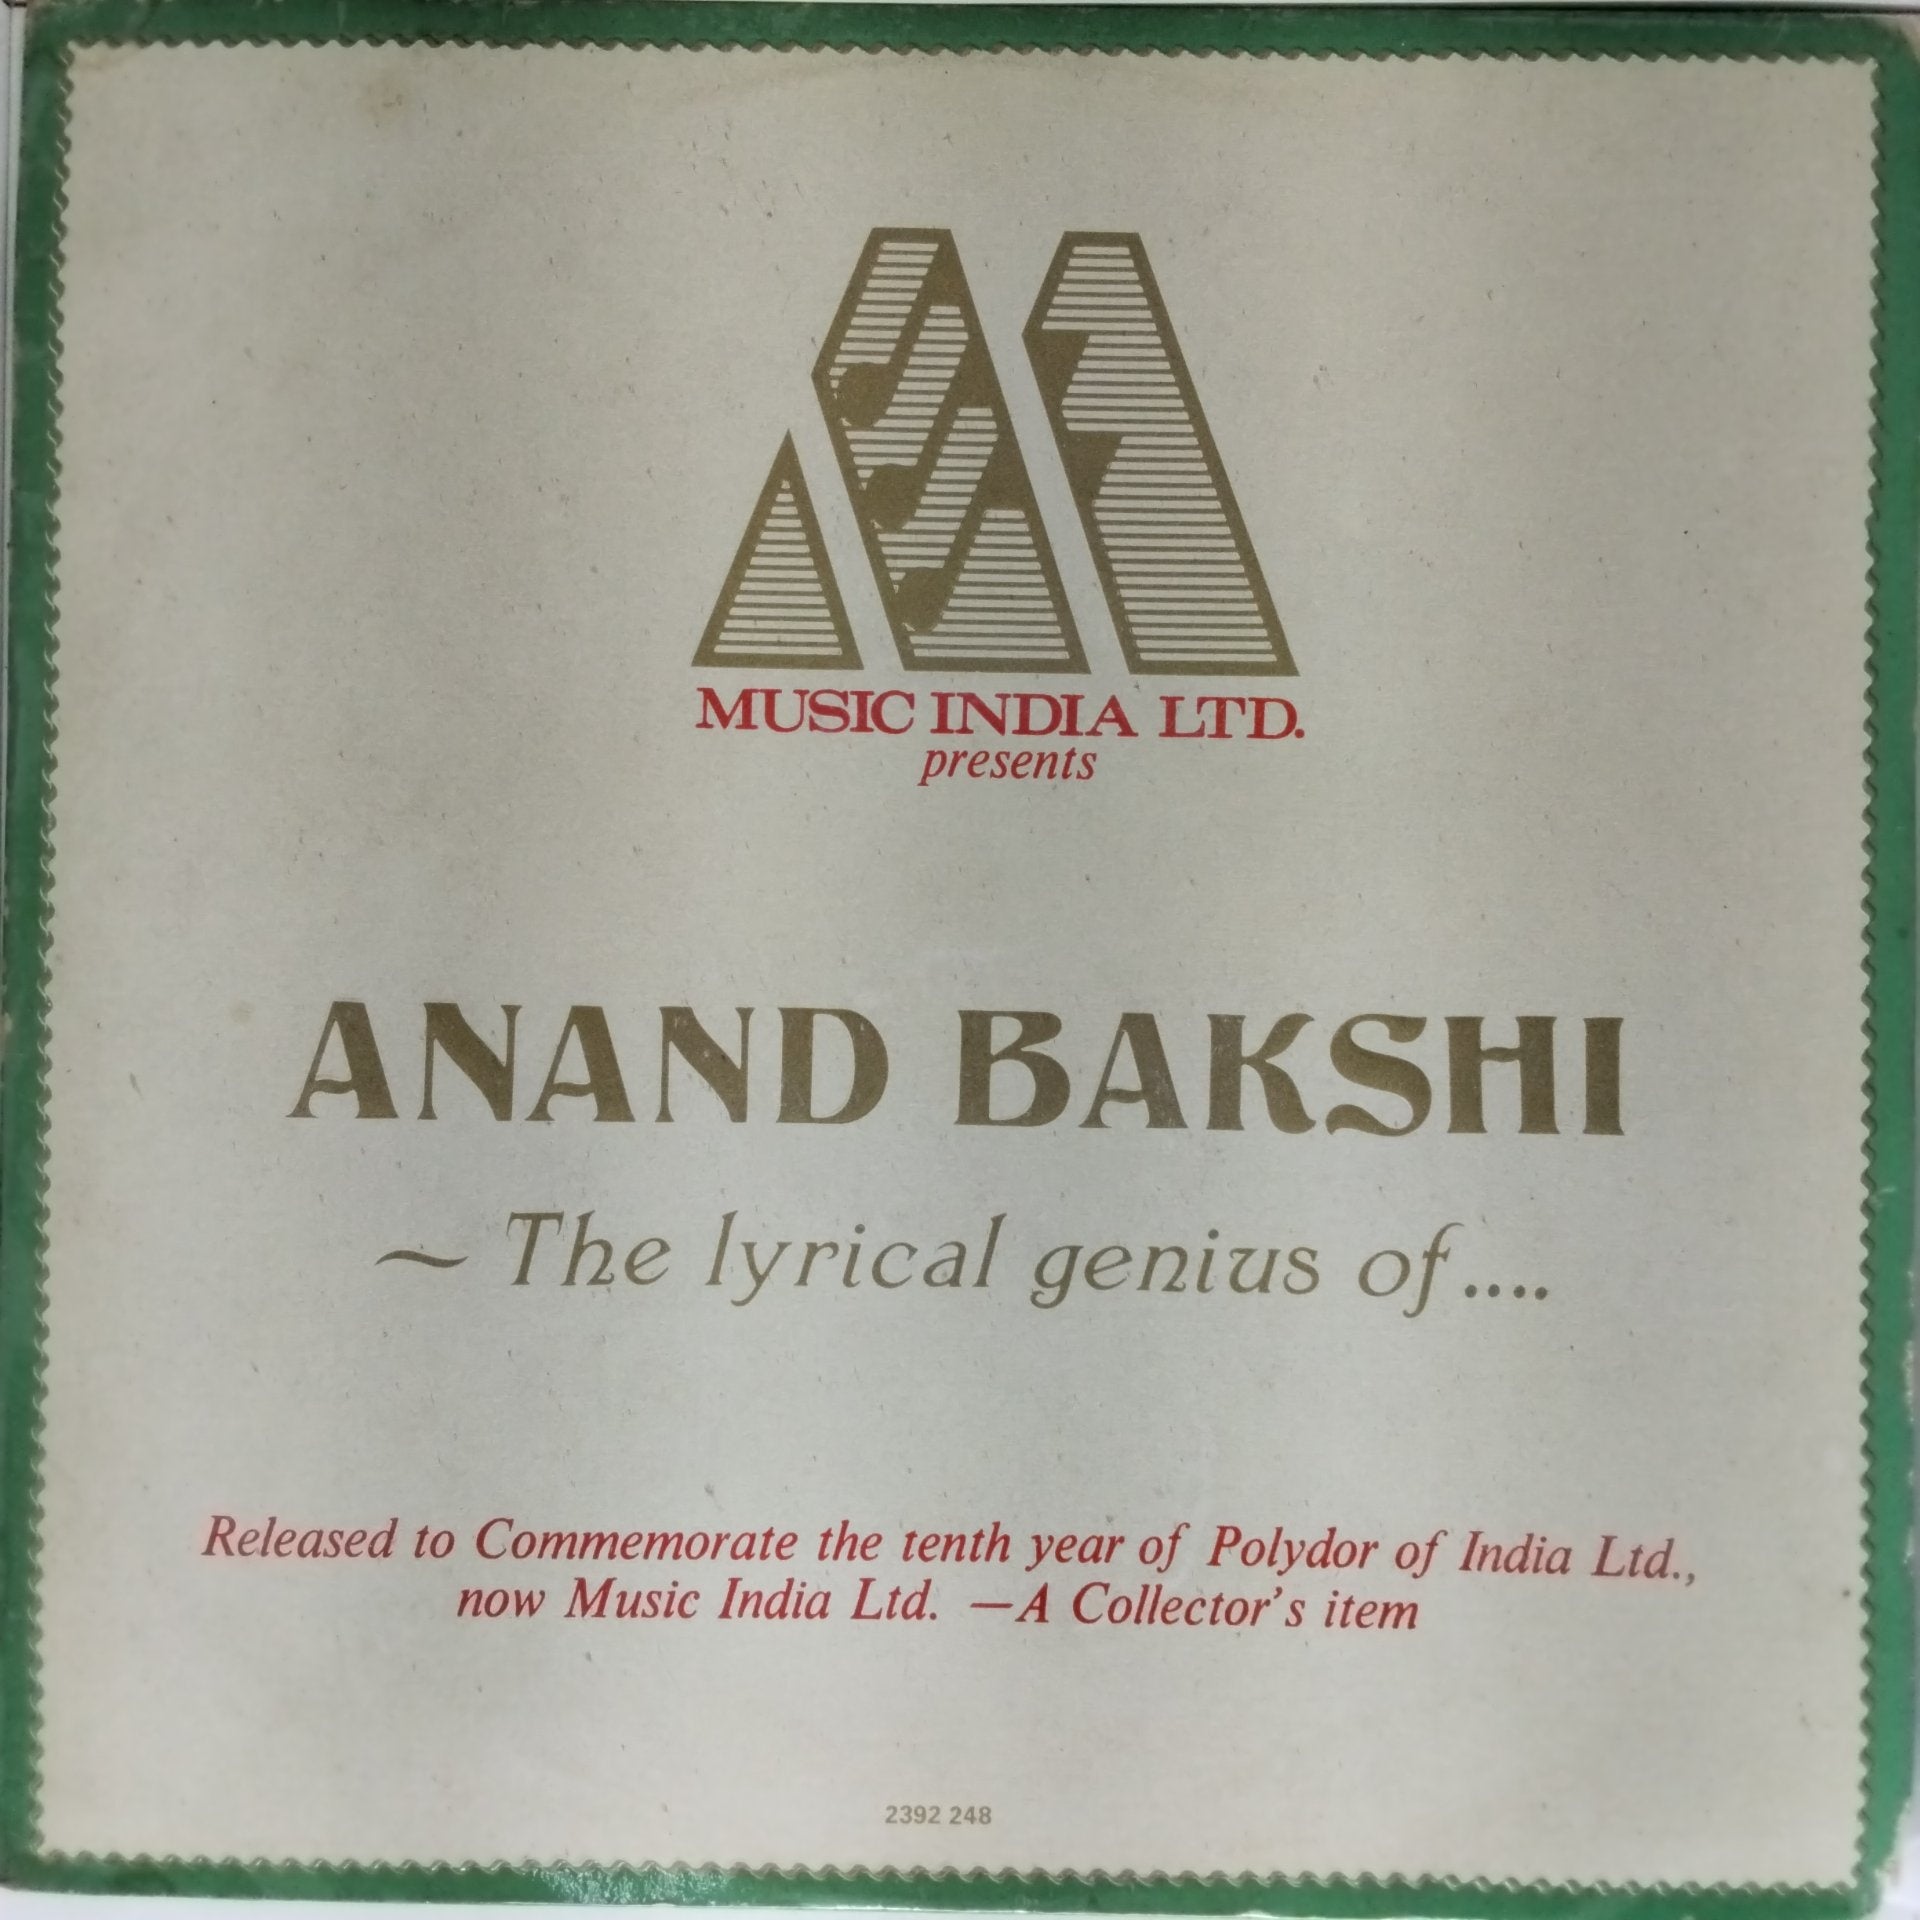 MUSIC INDIA LTD.
presents
ANAND BAKSHI
~ The lyrical genius of....
Released to Commemorate the tenth year of Polydor of India Ltd.,
now Music India Ltd. —A Collector's item
2392 248